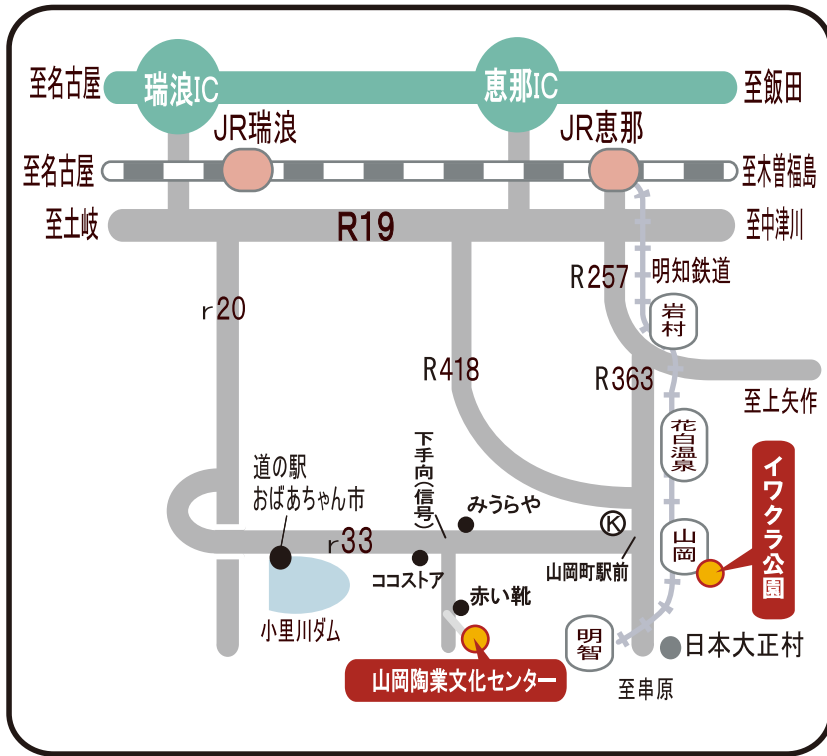 至名古屋
瑞浪IC
恵那IC
至飯田
JR瑞浪
JR恵那
至名古屋
至木曽福島
至土岐
R19
至中津川
R257
明知鉄道
r20
岩村
R418
R363
至上矢作
花白温泉
下手向(信号)
イワクラ公園
道の駅
おばあちゃん市
みうらや
K
r33
山岡
ココストア
山岡町駅前
赤い靴
小里川ダム
明智
日本大正村
山岡陶業文化センター
至串原